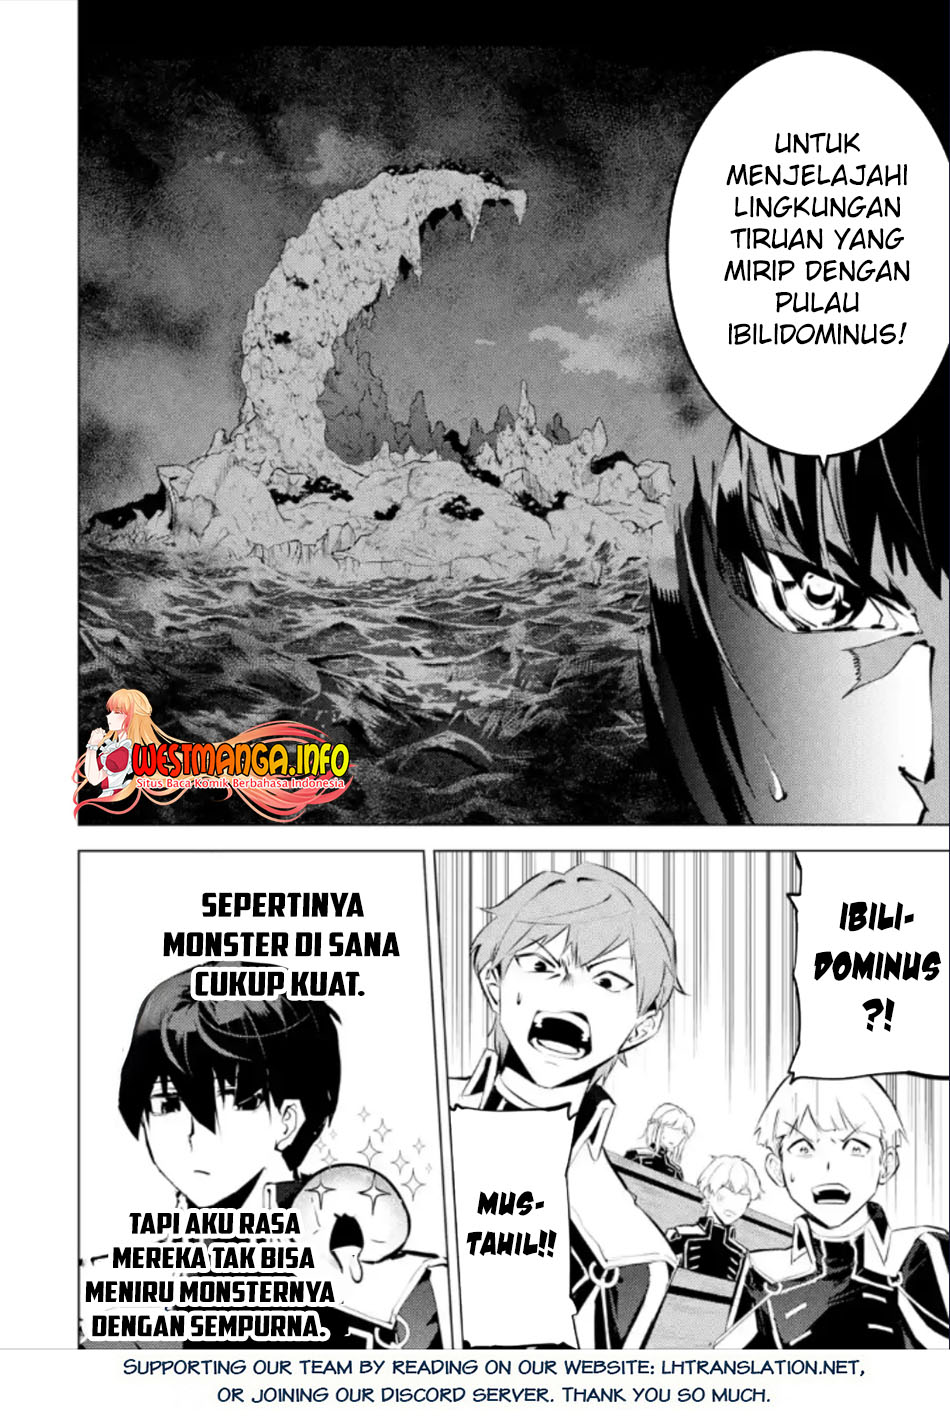 UNTUK
MENJELAJAHI
LINGKUNGAN
TIRUAN YANG
MIRIP DENGAN
PULAU
IBILIDOMINUS!
WESTMANGA.INFO
Situs Baca Komik Berbahasa Indonesia
IBILI-
DOMINUS
?!
MUS-
TAHIL!!
SEPERTINYA
MONSTER DI SANA
CUKUP KUAT.
TAPI AKU RASA
MEREKA TAK BISA
MENIRU MONSTERNYA
DENGAN SEMPURNA.
SUPPORTING OUR TEAM BY READING ON OUR WEBSITE: LHTRANSLATION.NET,
OR JOINING OUR DISCORD SERVER. THANK YOU SO MUCH.